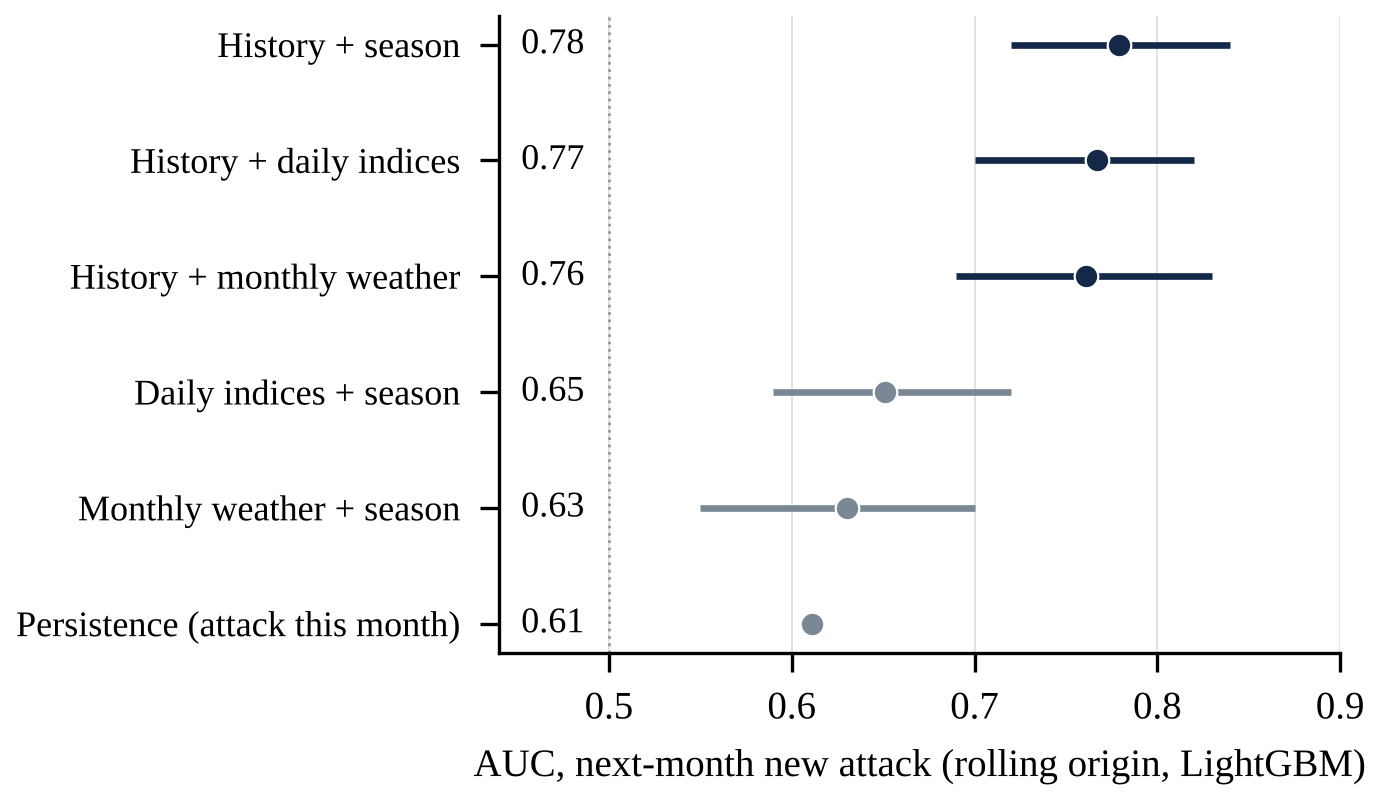 History + season 0.78
History + daily indices 0.77
History + monthly weather 0.76
Daily indices + season 0.65
Monthly weather + season 0.63
Persistence (attack this month) 0.61
0.5 0.6 0.7 0.8 0.9
AUC, next-month new attack (rolling origin, LightGBM)